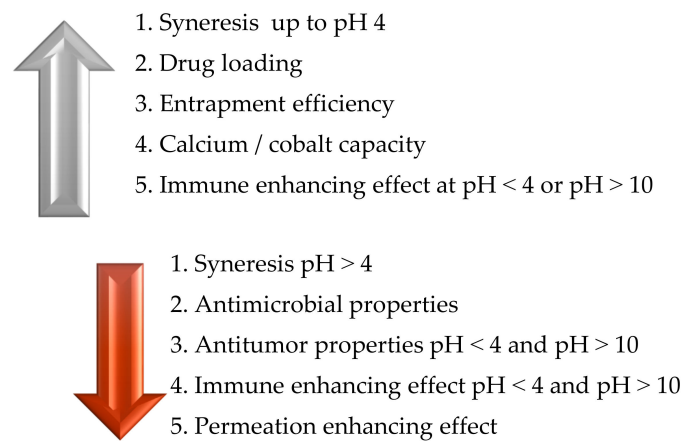 1. Syneresis up to pH 4
2. Drug loading
3. Entrapment efficiency
4. Calcium / cobalt capacity
5. Immune enhancing effect at pH < 4 or pH > 10
1. Syneresis pH > 4
2. Antimicrobial properties
3. Antitumor properties pH < 4 and pH > 10
4. Immune enhancing effect pH < 4 and pH > 10
5. Permeation enhancing effect